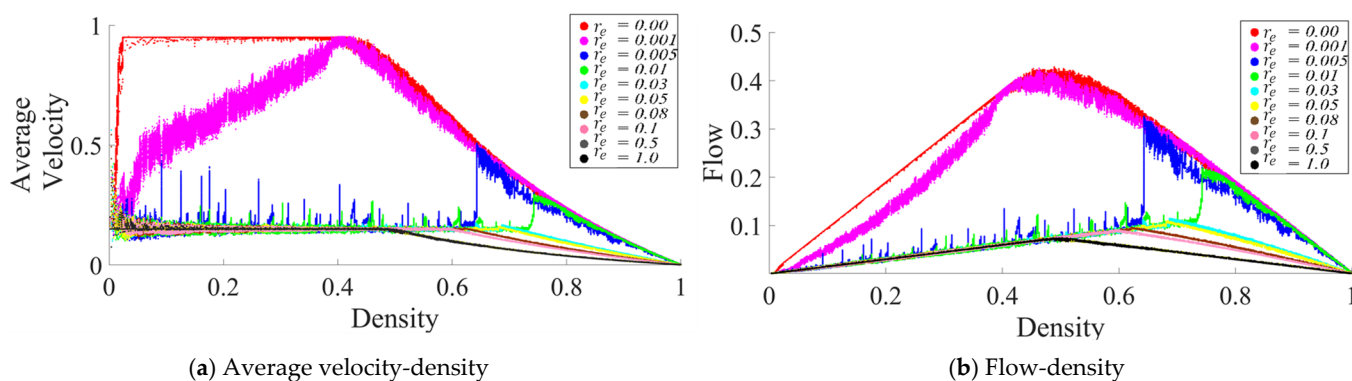 1
0.5
0
Average
Velocity
0
0.2
0.4
0.6
0.8
1
Density
r_e = 0.00
r_e = 0.001
r_e = 0.005
r_e = 0.01
r_e = 0.03
r_e = 0.05
r_e = 0.08
r_e = 0.1
r_e = 0.5
r_e = 1.0
(a) Average velocity-density
0.5
0.4
0.3
0.2
0.1
Flow
0
0.2
0.4
0.6
0.8
1
Density
r_e = 0.00
r_e = 0.001
r_e = 0.005
r_e = 0.01
r_e = 0.03
r_e = 0.05
r_e = 0.08
r_e = 0.1
r_e = 0.5
r_e = 1.0
(b) Flow-density